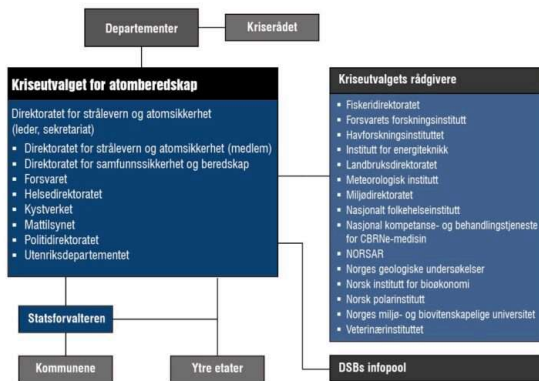 Departementer
Kriserådet
Kriseutvalget for atomberedskap
Direktoratet for strålevern og atomsikkerhet
(leder, sekretariat)
▪ Direktoratet for strålevern og atomsikkerhet (medlem)
▪ Direktoratet for samfunnssikkerhet og beredskap
▪ Forsvaret
▪ Helsedirektoratet
▪ Kystverket
▪ Mattilsynet
▪ Politidirektoratet
▪ Utenriksdepartementet
Kriseutvalgets rådgivere
▪ Fiskeridirektoratet
▪ Forsvarets forskningsinstitutt
▪ Havforskningsinstituttet
▪ Institutt for energiteknikk
▪ Landbruksdirektoratet
▪ Meteorologisk institutt
▪ Miljødirektoratet
▪ Nasjonalt folkehelseinstitutt
▪ Nasjonal kompetanse- og behandlingstjeneste
for CBRNe-medisin
▪ NORSAR
▪ Norges geologiske undersøkelser
▪ Norsk institutt for bioøkonomi
▪ Norsk polarinstitutt
▪ Norges miljø- og biovitenskapelige universitet
▪ Veterinærinstituttet
Statsforvalteren
Kommunene
Ytre etater
DSBs infopool